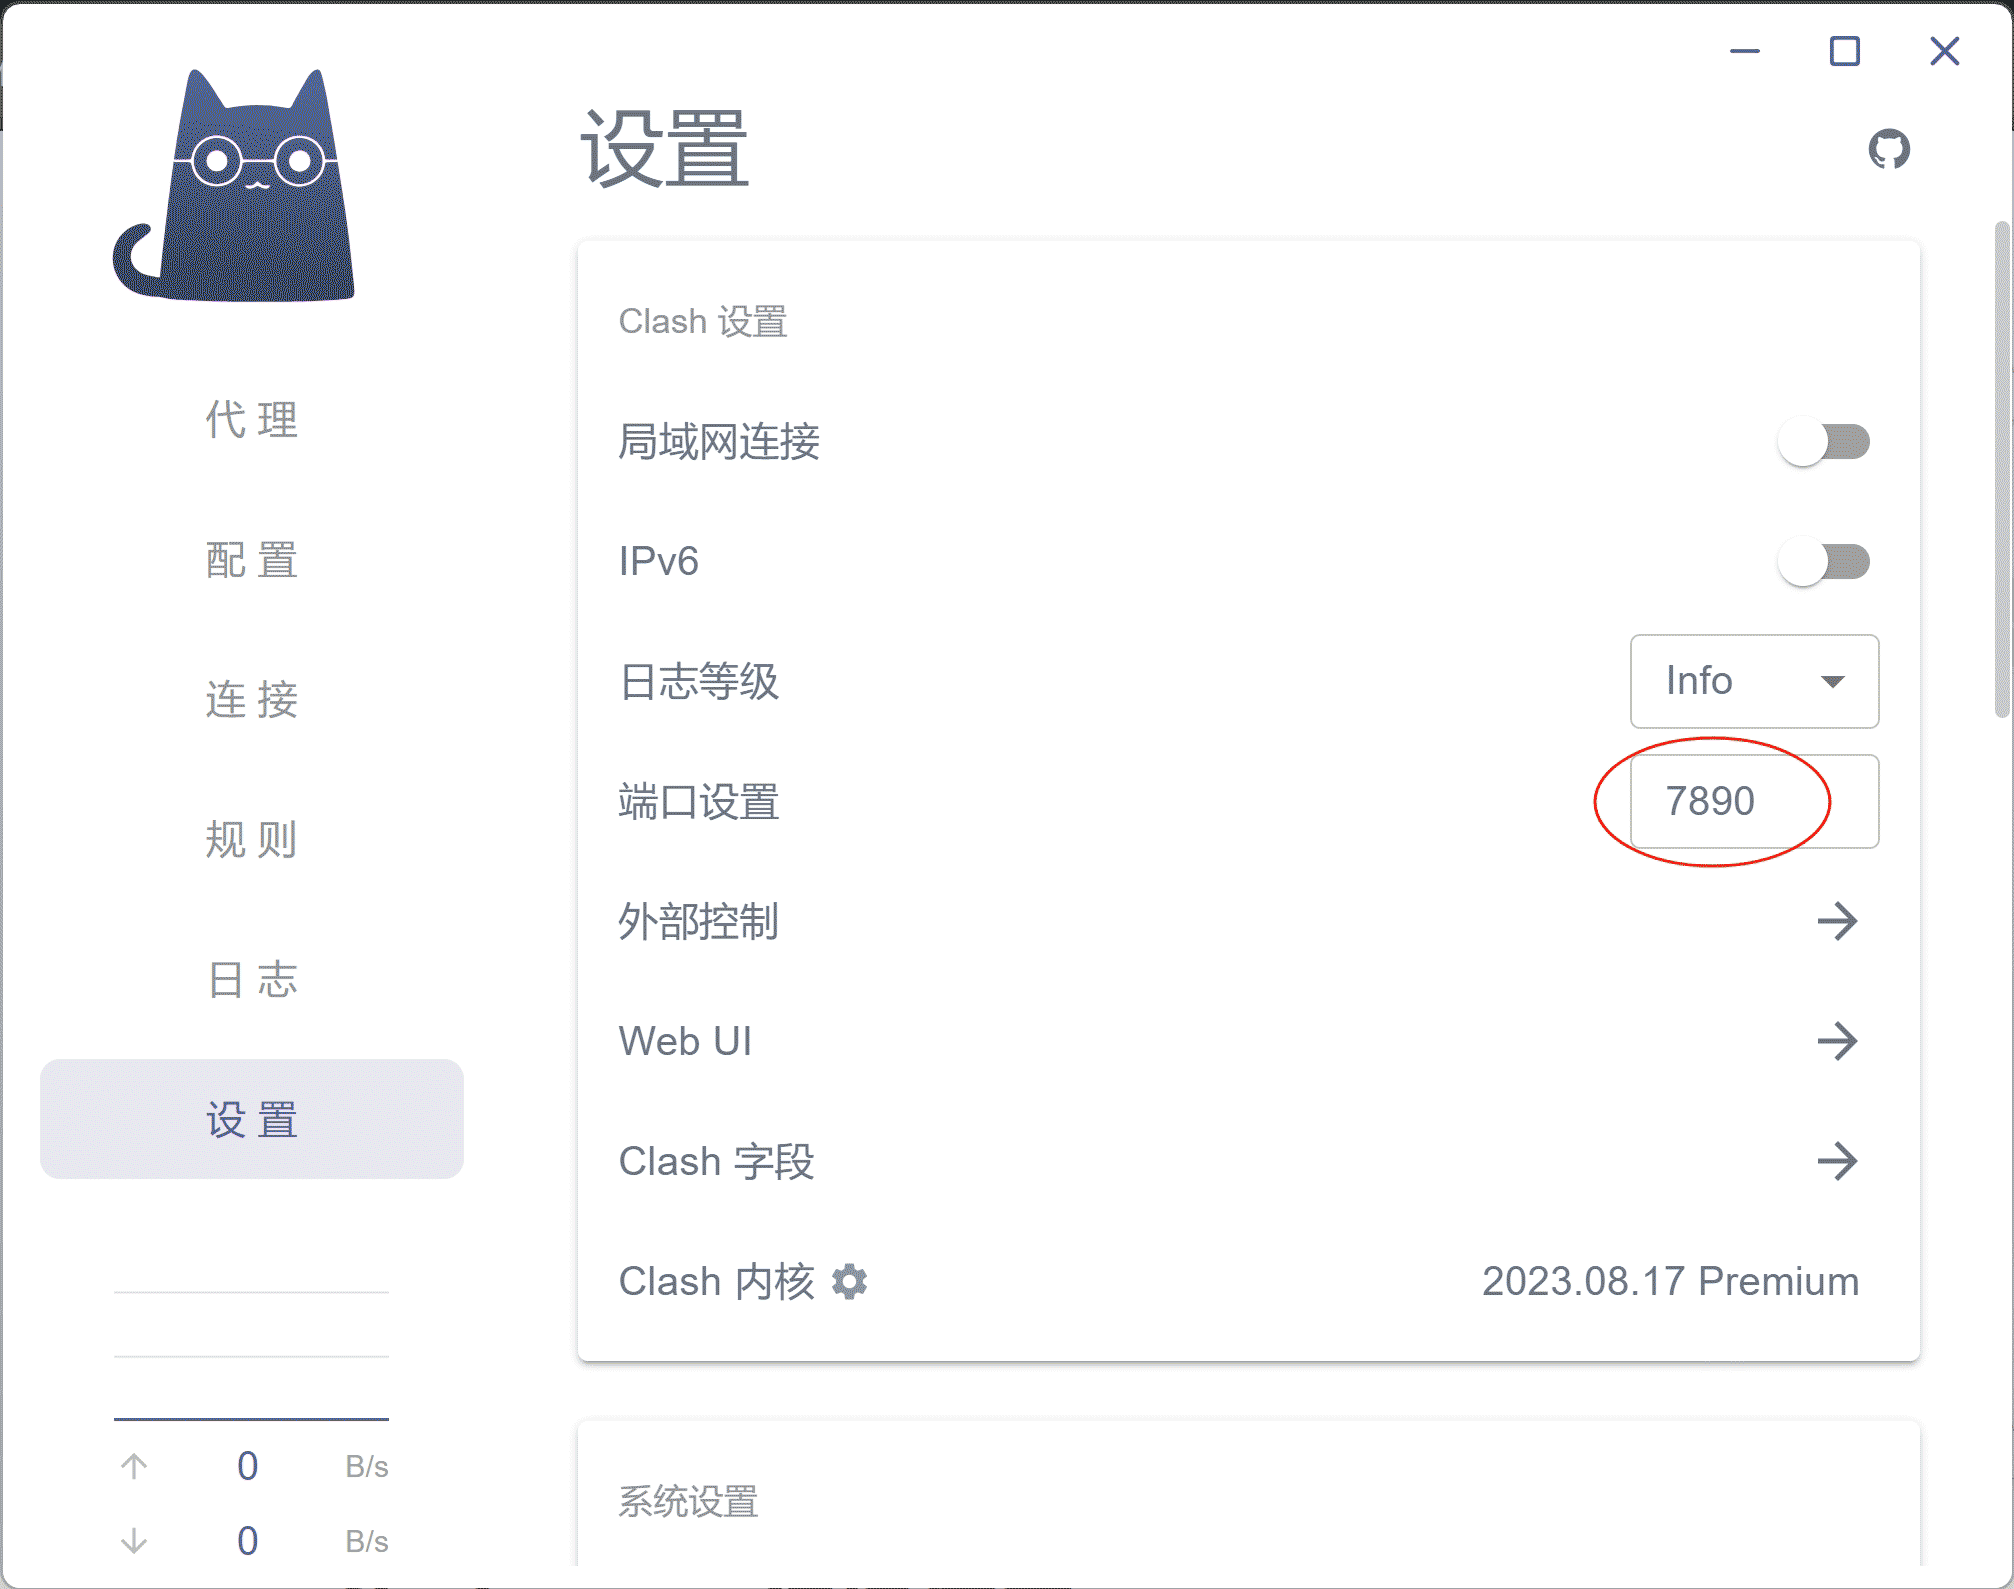 设置
代理
配置
连接
规则
日志
设置
↑ 0 B/s
↓ 0 B/s
Clash 设置
局域网连接
IPv6
日志等级 Info
端口设置 7890
外部控制
Web UI
Clash 字段
Clash 内核 2023.08.17 Premium
系统设置